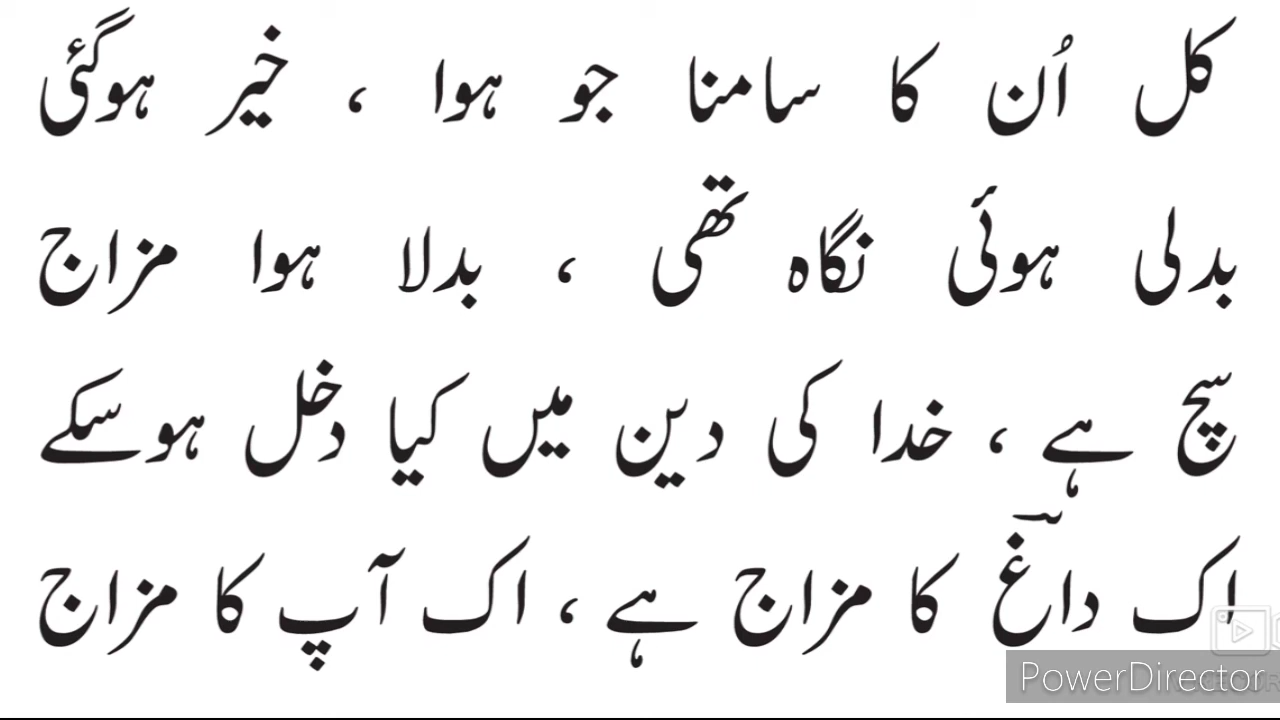 کل اُن کا سامنا جو ہوا ، خیر ہوگئی
بدلی ہوئی نگاہ تھی ، بدلا ہوا مزاج
سچ ہے ، خدا کی دین میں کیا دخل ہوسکے
اک داغؔ کا مزاج ہے ، اک آپ کا مزاج
PowerDirector